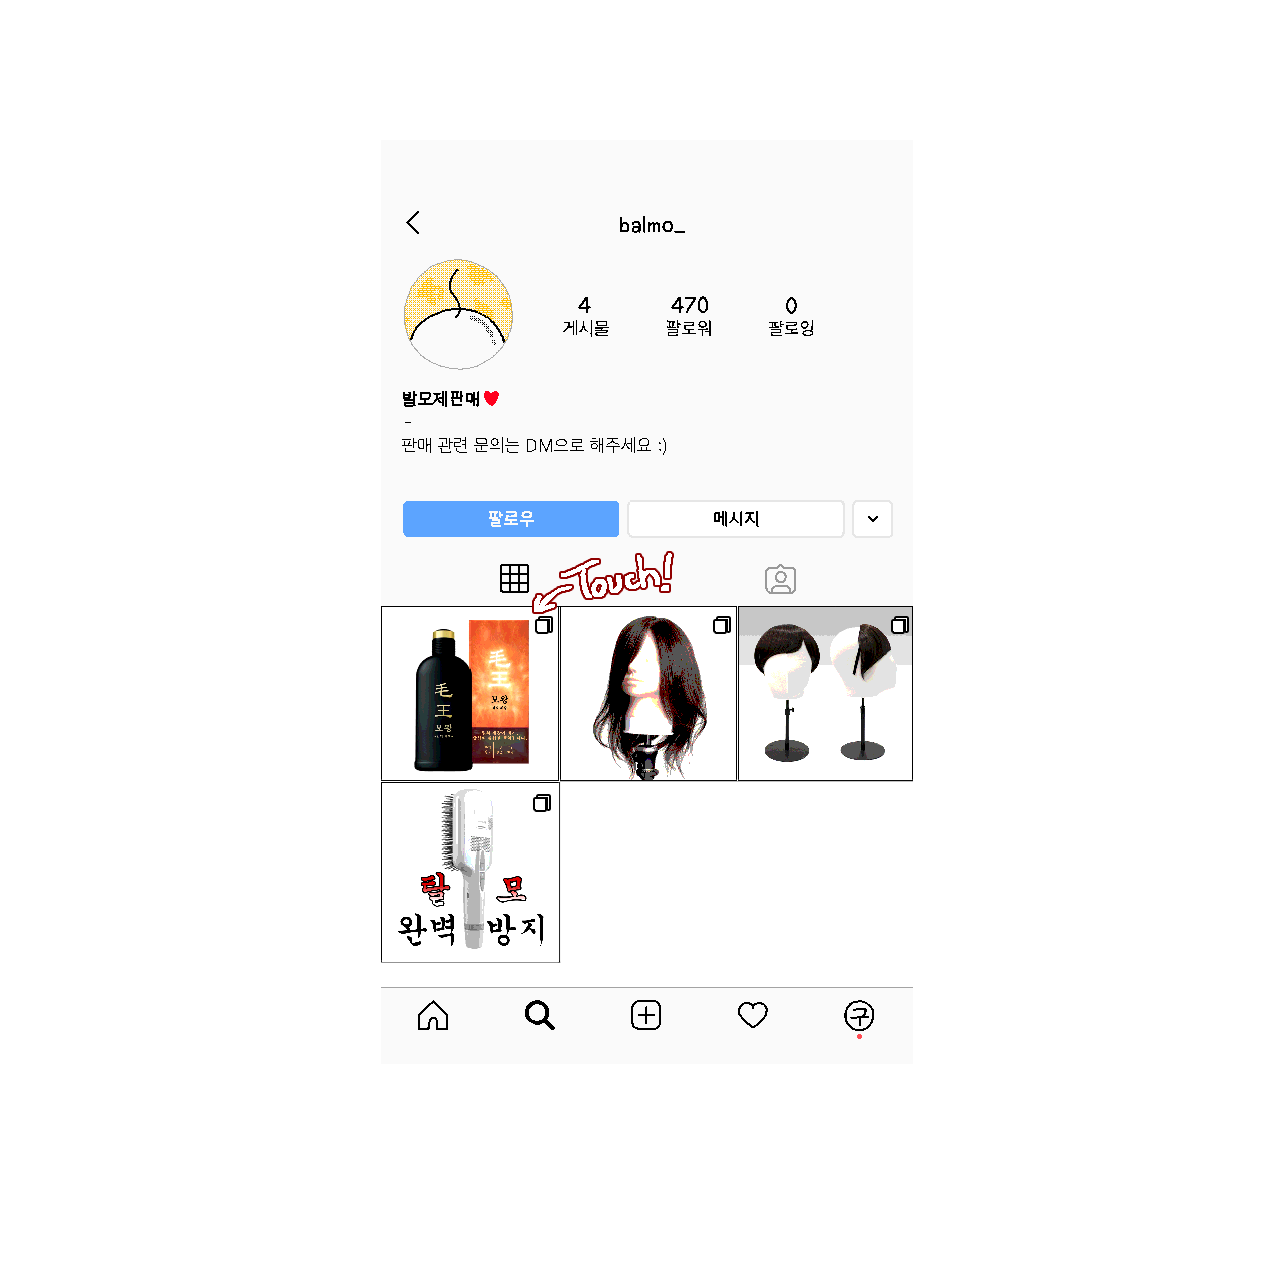 balmo_
4 470 0
게시물 팔로워 팔로잉
발모제판매
-
판매 관련 문의는 DM으로 해주세요 :)
팔로우 메시지
Touch!
毛王
모왕
毛王
모왕
탈모
완벽 방지
구